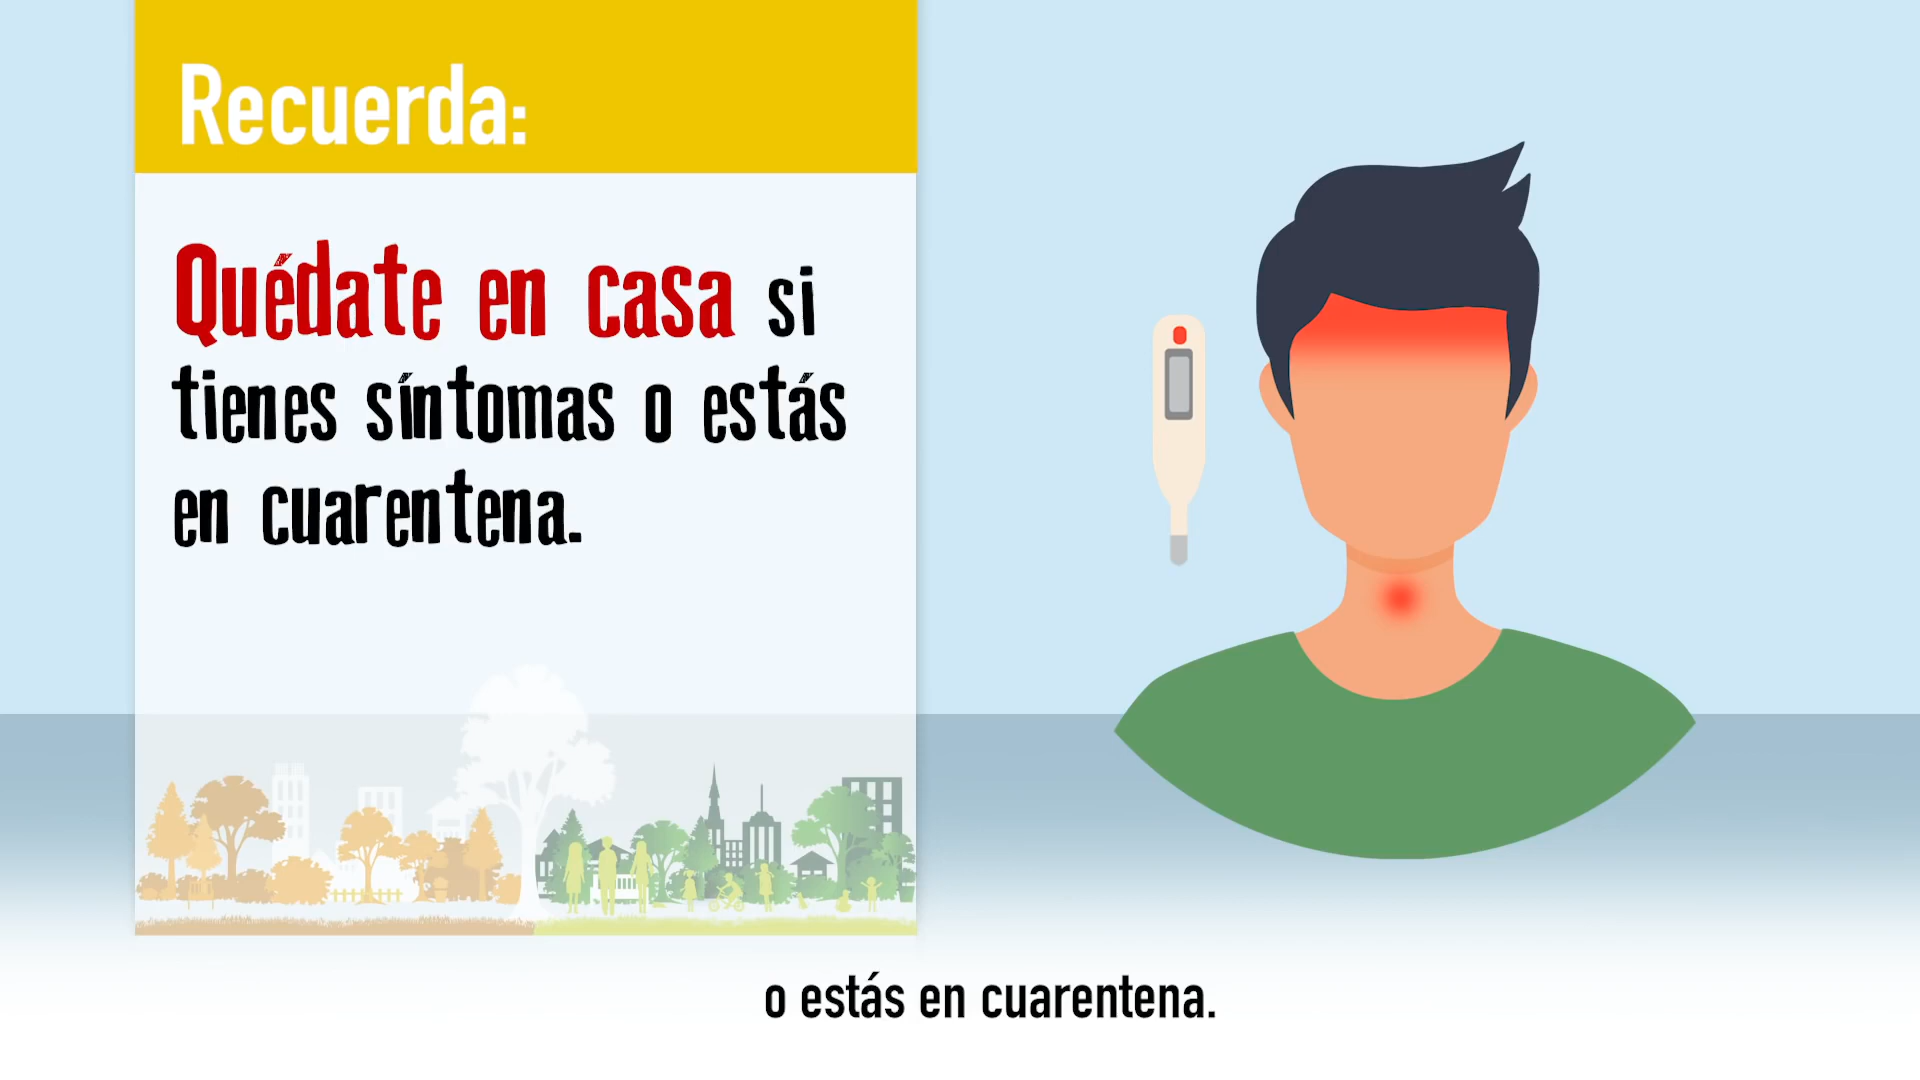 Recuerda:
Quédate en casa si
tienes síntomas o estás
en cuarentena.
o estás en cuarentena.